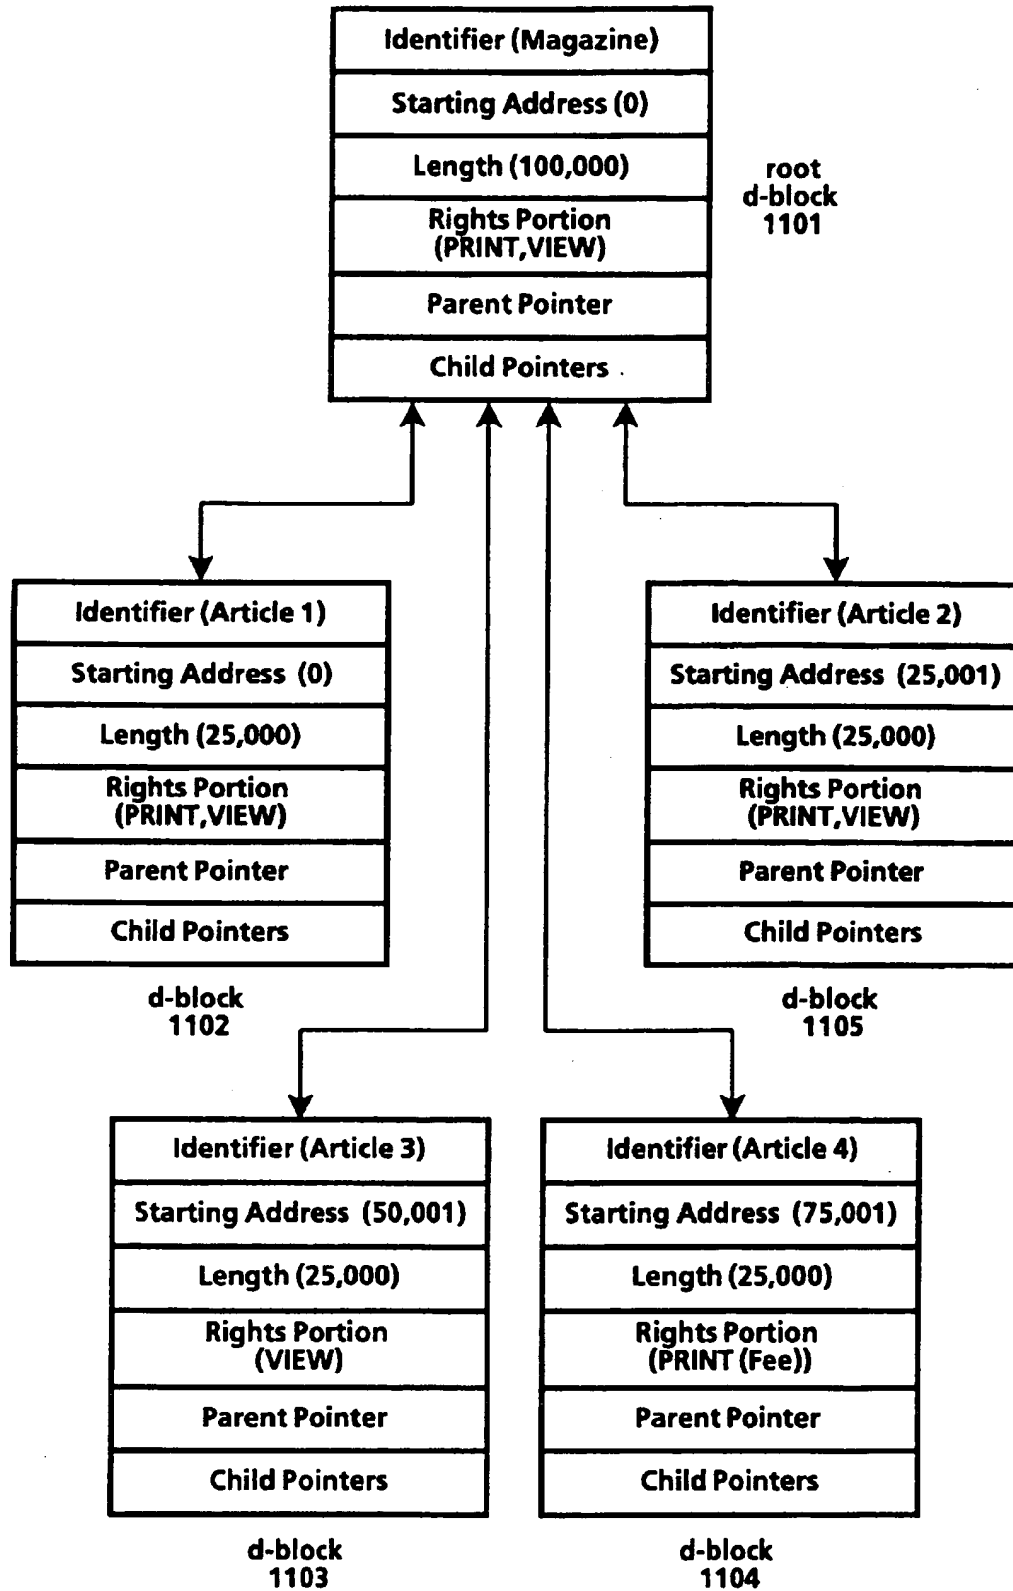 Identifier (Magazine)
Starting Address (0)
Length (100,000)
Rights Portion
(PRINT,VIEW)
Parent Pointer
Child Pointers
root
d-block
1101
Identifier (Article 1)
Starting Address (0)
Length (25,000)
Rights Portion
(PRINT,VIEW)
Parent Pointer
Child Pointers
d-block
1102
Identifier (Article 2)
Starting Address (25,001)
Length (25,000)
Rights Portion
(PRINT,VIEW)
Parent Pointer
Child Pointers
d-block
1105
Identifier (Article 3)
Starting Address (50,001)
Length (25,000)
Rights Portion
(VIEW)
Parent Pointer
Child Pointers
d-block
1103
Identifier (Article 4)
Starting Address (75,001)
Length (25,000)
Rights Portion
(PRINT (Fee))
Parent Pointer
Child Pointers
d-block
1104